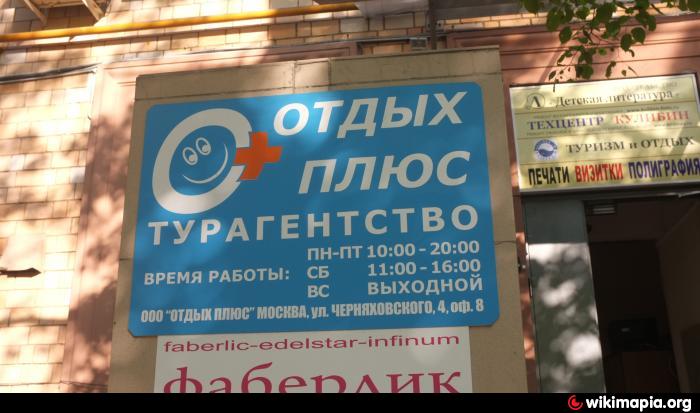 ОТДЫХ
ПЛЮС
ТУРАГЕНТСТВО
ВРЕМЯ РАБОТЫ:
ПН-ПТ 10:00 - 20:00
СБ 11:00 - 16:00
ВС ВЫХОДНОЙ
ООО "ОТДЫХ ПЛЮС" МОСКВА, ул. ЧЕРНЯХОВСКОГО, 4, оф. 8
faberlic-edelstar-infinum
фаберлик
Детская литература
ТЕХЦЕНТР КУЛИБИН
ТУРИЗМ и ОТДЫХ
ПЕЧАТИ ВИЗИТКИ ПОЛИГРАФИЯ
wikimapia.org